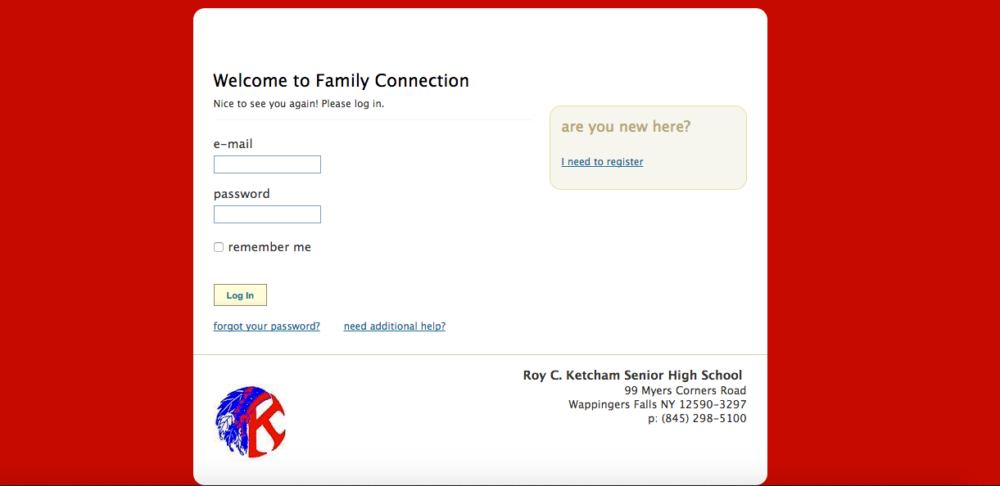 Welcome to Family Connection
Nice to see you again! Please log in.
are you new here?
I need to register
e-mail
password
remember me
Log In
forgot your password?
need additional help?
Roy C. Ketcham Senior High School
99 Myers Corners Road
Wappingers Falls NY 12590-3297
p: (845) 298-5100
K